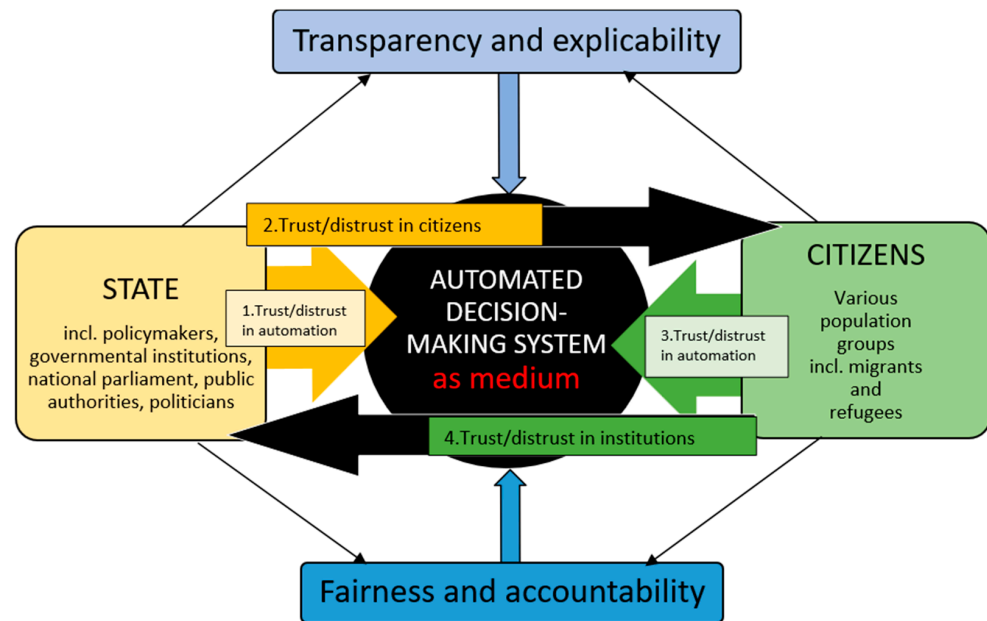 Transparency and explicability
2.Trust/distrust in citizens
STATE
incl. policymakers,
governmental institutions,
national parliament, public
authorities, politicians
1.Trust/distrust
in automation
AUTOMATED
DECISION-
MAKING SYSTEM
as medium
3.Trust/distrust
in automation
CITIZENS
Various
population
groups
incl. migrants
and
refugees
4.Trust/distrust in institutions
Fairness and accountability